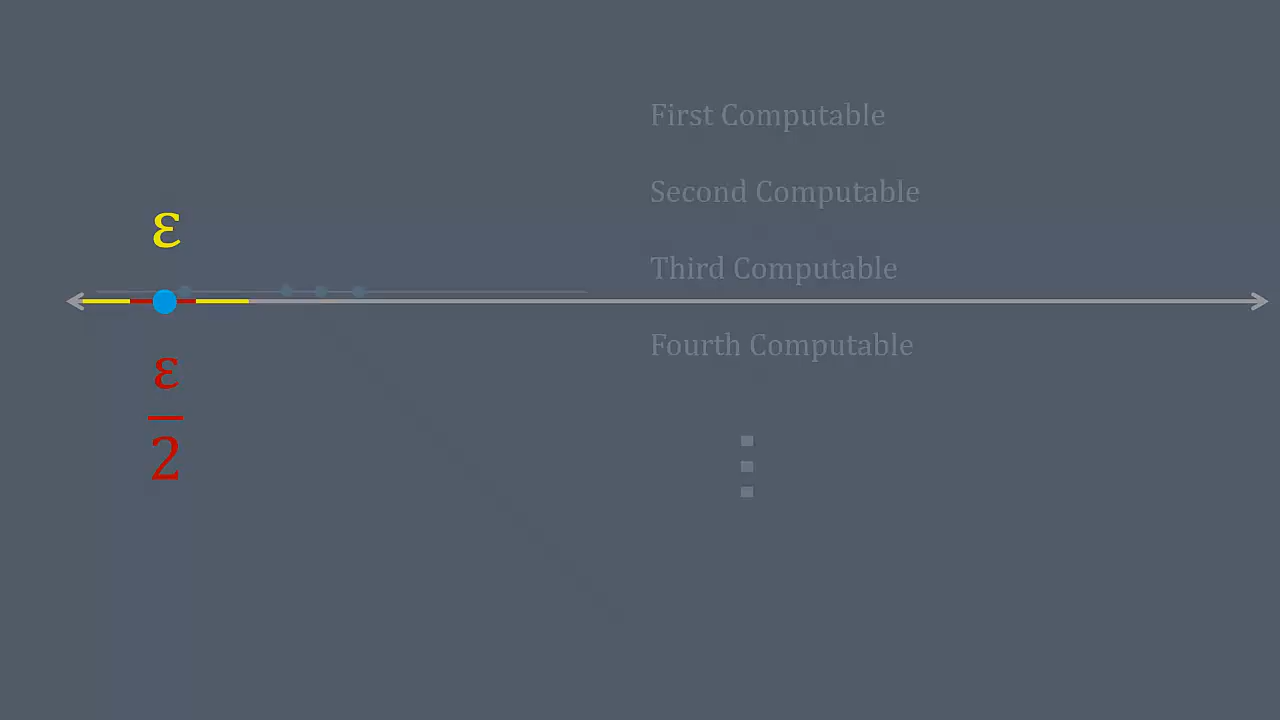 First Computable
Second Computable
ε
Third Computable
Fourth Computable
ε
2